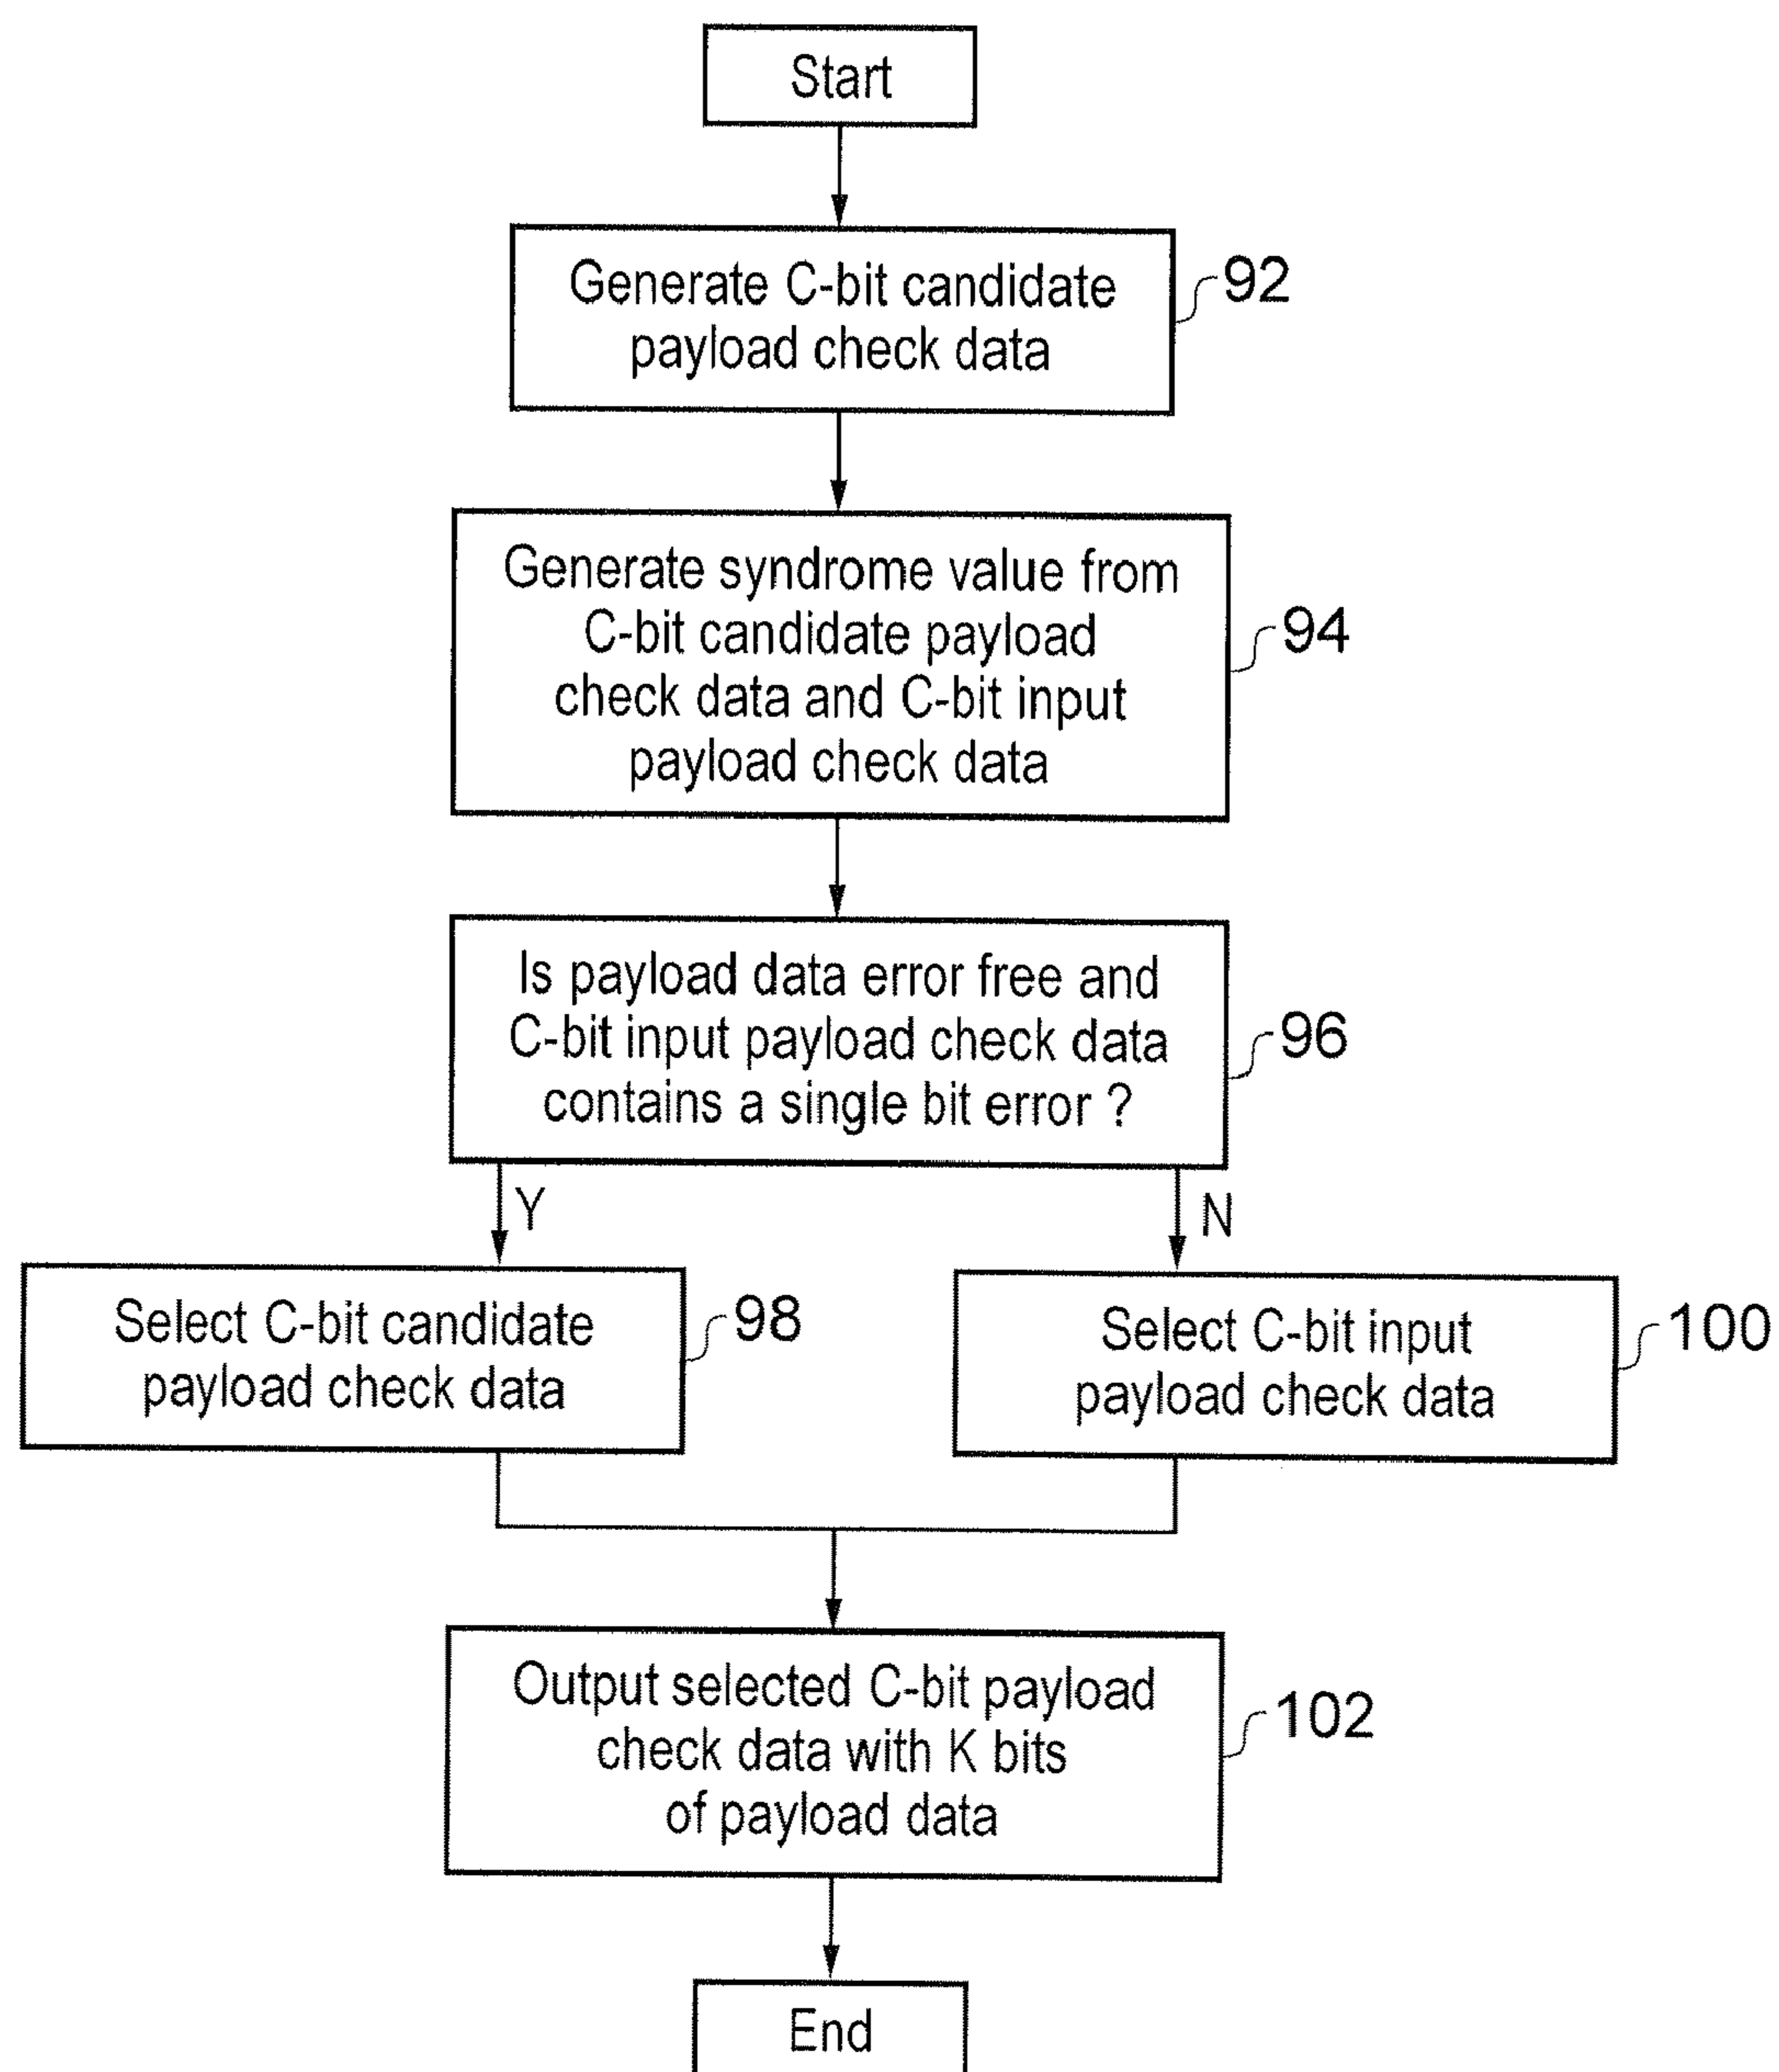 Start
Generate C-bit candidate
payload check data
92
Generate syndrome value from
C-bit candidate payload
check data and C-bit input
payload check data
94
Is payload data error free and
C-bit input payload check data
contains a single bit error ?
96
Y
N
Select C-bit candidate
payload check data
98
Select C-bit input
payload check data
100
Output selected C-bit payload
check data with K bits
of payload data
102
End